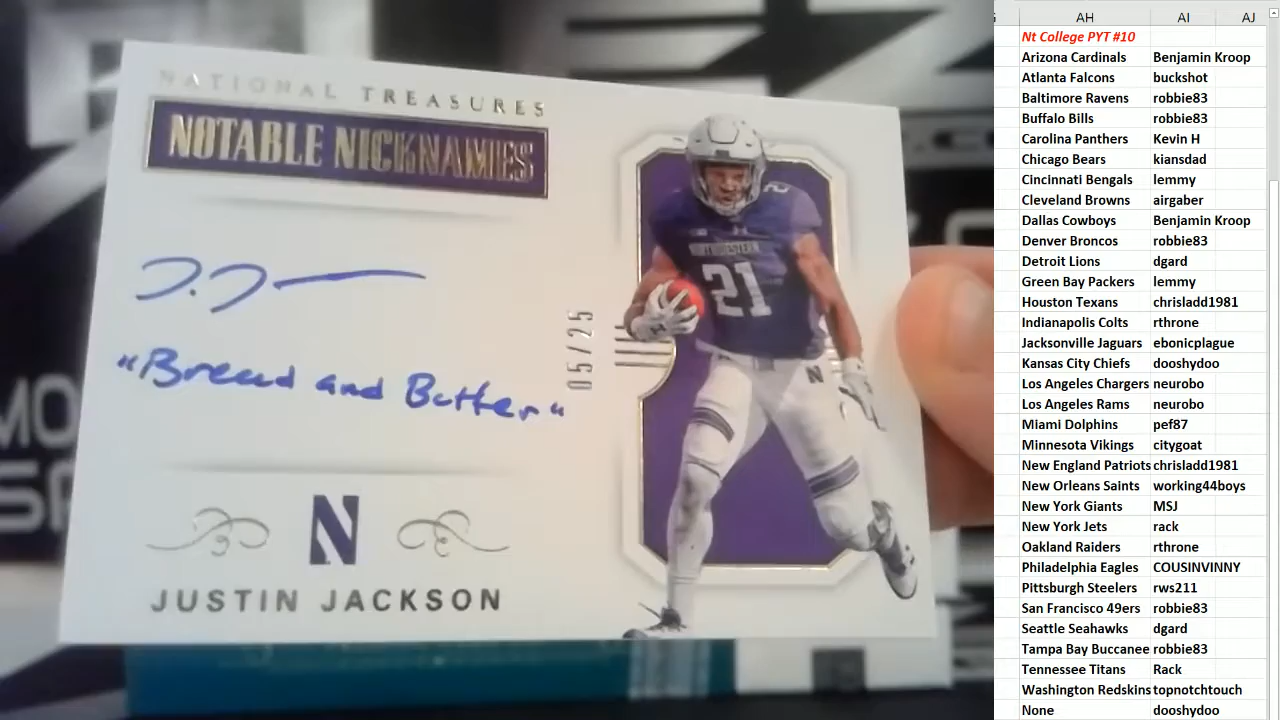 NATIONAL TREASURES
NOTABLE NICKNAMES
J. J
"Bread and Butter"
05/25
N
JUSTIN JACKSON
21
N
AH AI AJ
Nt College PYT #10
Arizona Cardinals Benjamin Kroop
Atlanta Falcons buckshot
Baltimore Ravens robbie83
Buffalo Bills robbie83
Carolina Panthers Kevin H
Chicago Bears kiansdad
Cincinnati Bengals lemmy
Cleveland Browns airgaber
Dallas Cowboys Benjamin Kroop
Denver Broncos robbie83
Detroit Lions dgard
Green Bay Packers lemmy
Houston Texans chrisladd1981
Indianapolis Colts rthrone
Jacksonville Jaguars ebonicplague
Kansas City Chiefs dooshydoo
Los Angeles Chargers neurobo
Los Angeles Rams neurobo
Miami Dolphins pef87
Minnesota Vikings citygoat
New England Patriots chrisladd1981
New Orleans Saints working44boys
New York Giants MSJ
New York Jets rack
Oakland Raiders rthrone
Philadelphia Eagles COUSINVINNY
Pittsburgh Steelers rws211
San Francisco 49ers robbie83
Seattle Seahawks dgard
Tampa Bay Buccanee robbie83
Tennessee Titans Rack
Washington Redskins topnotchtouch
None dooshydoo